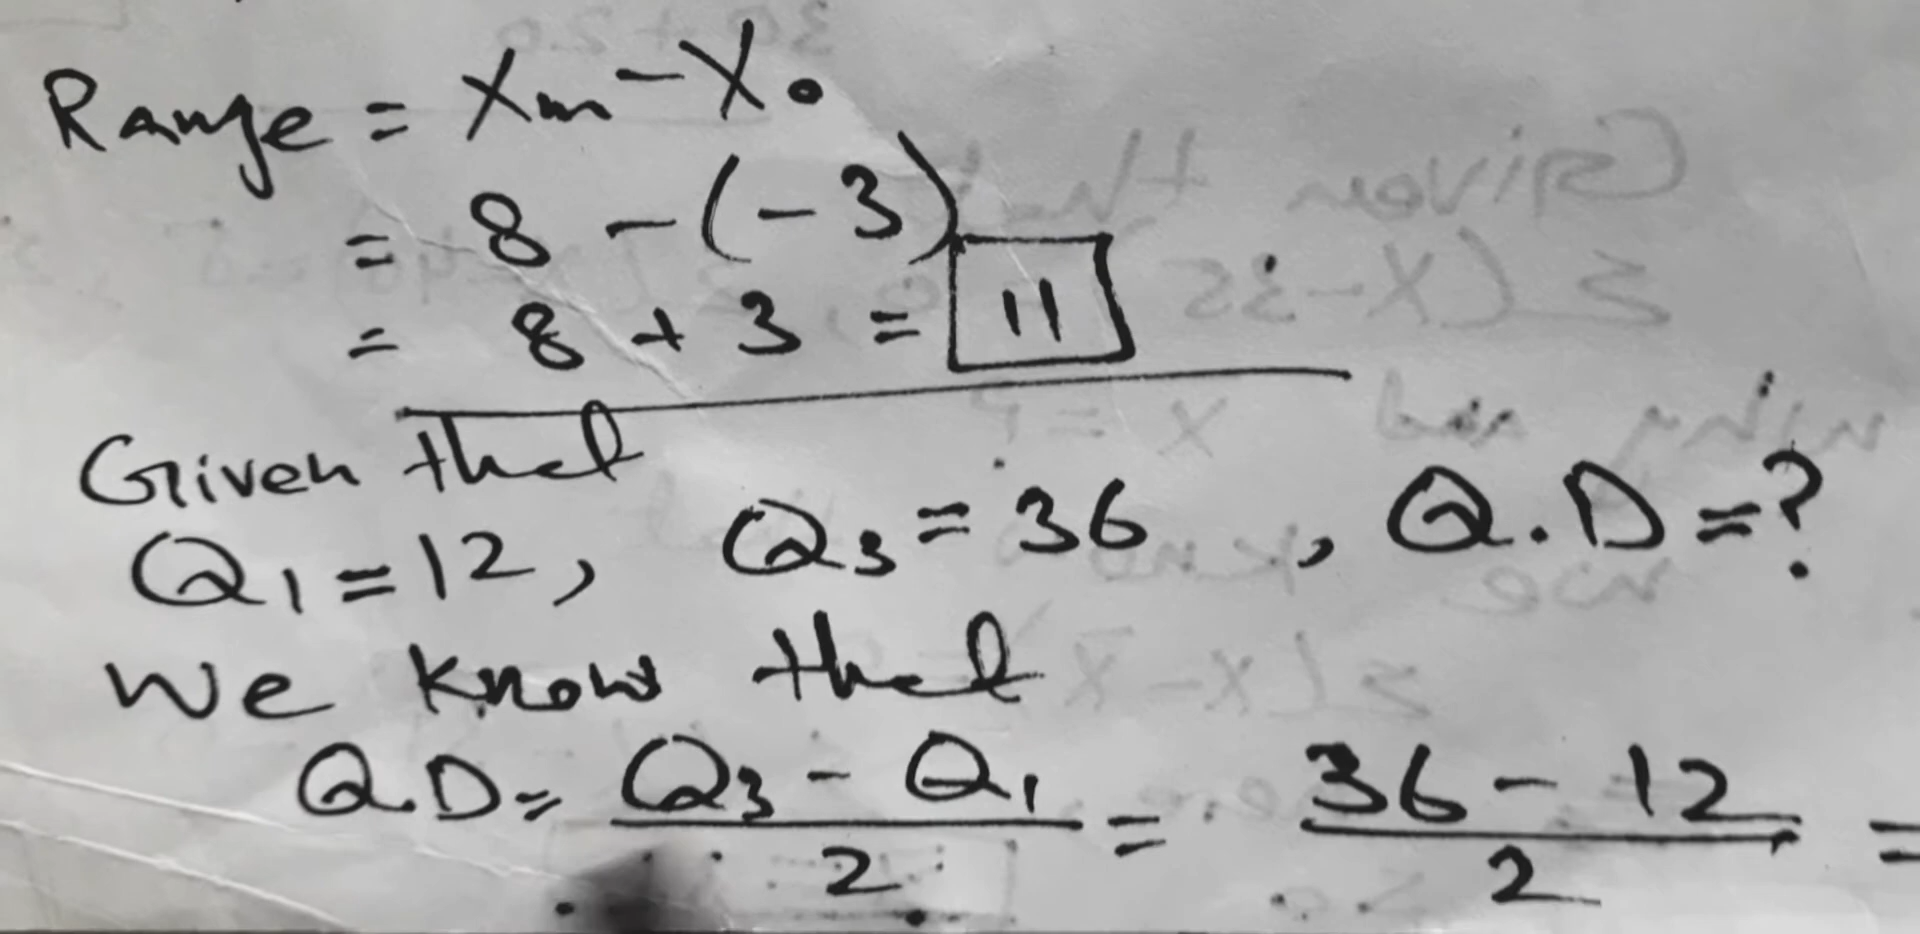 Range = Xm - X0
= 8 - (-3)
= 8 + 3 = 11
Given that
Q1 = 12, Q3 = 36, Q.D = ?
We know that
Q.D = Q3 - Q1 / 2 = 36 - 12 / 2 =